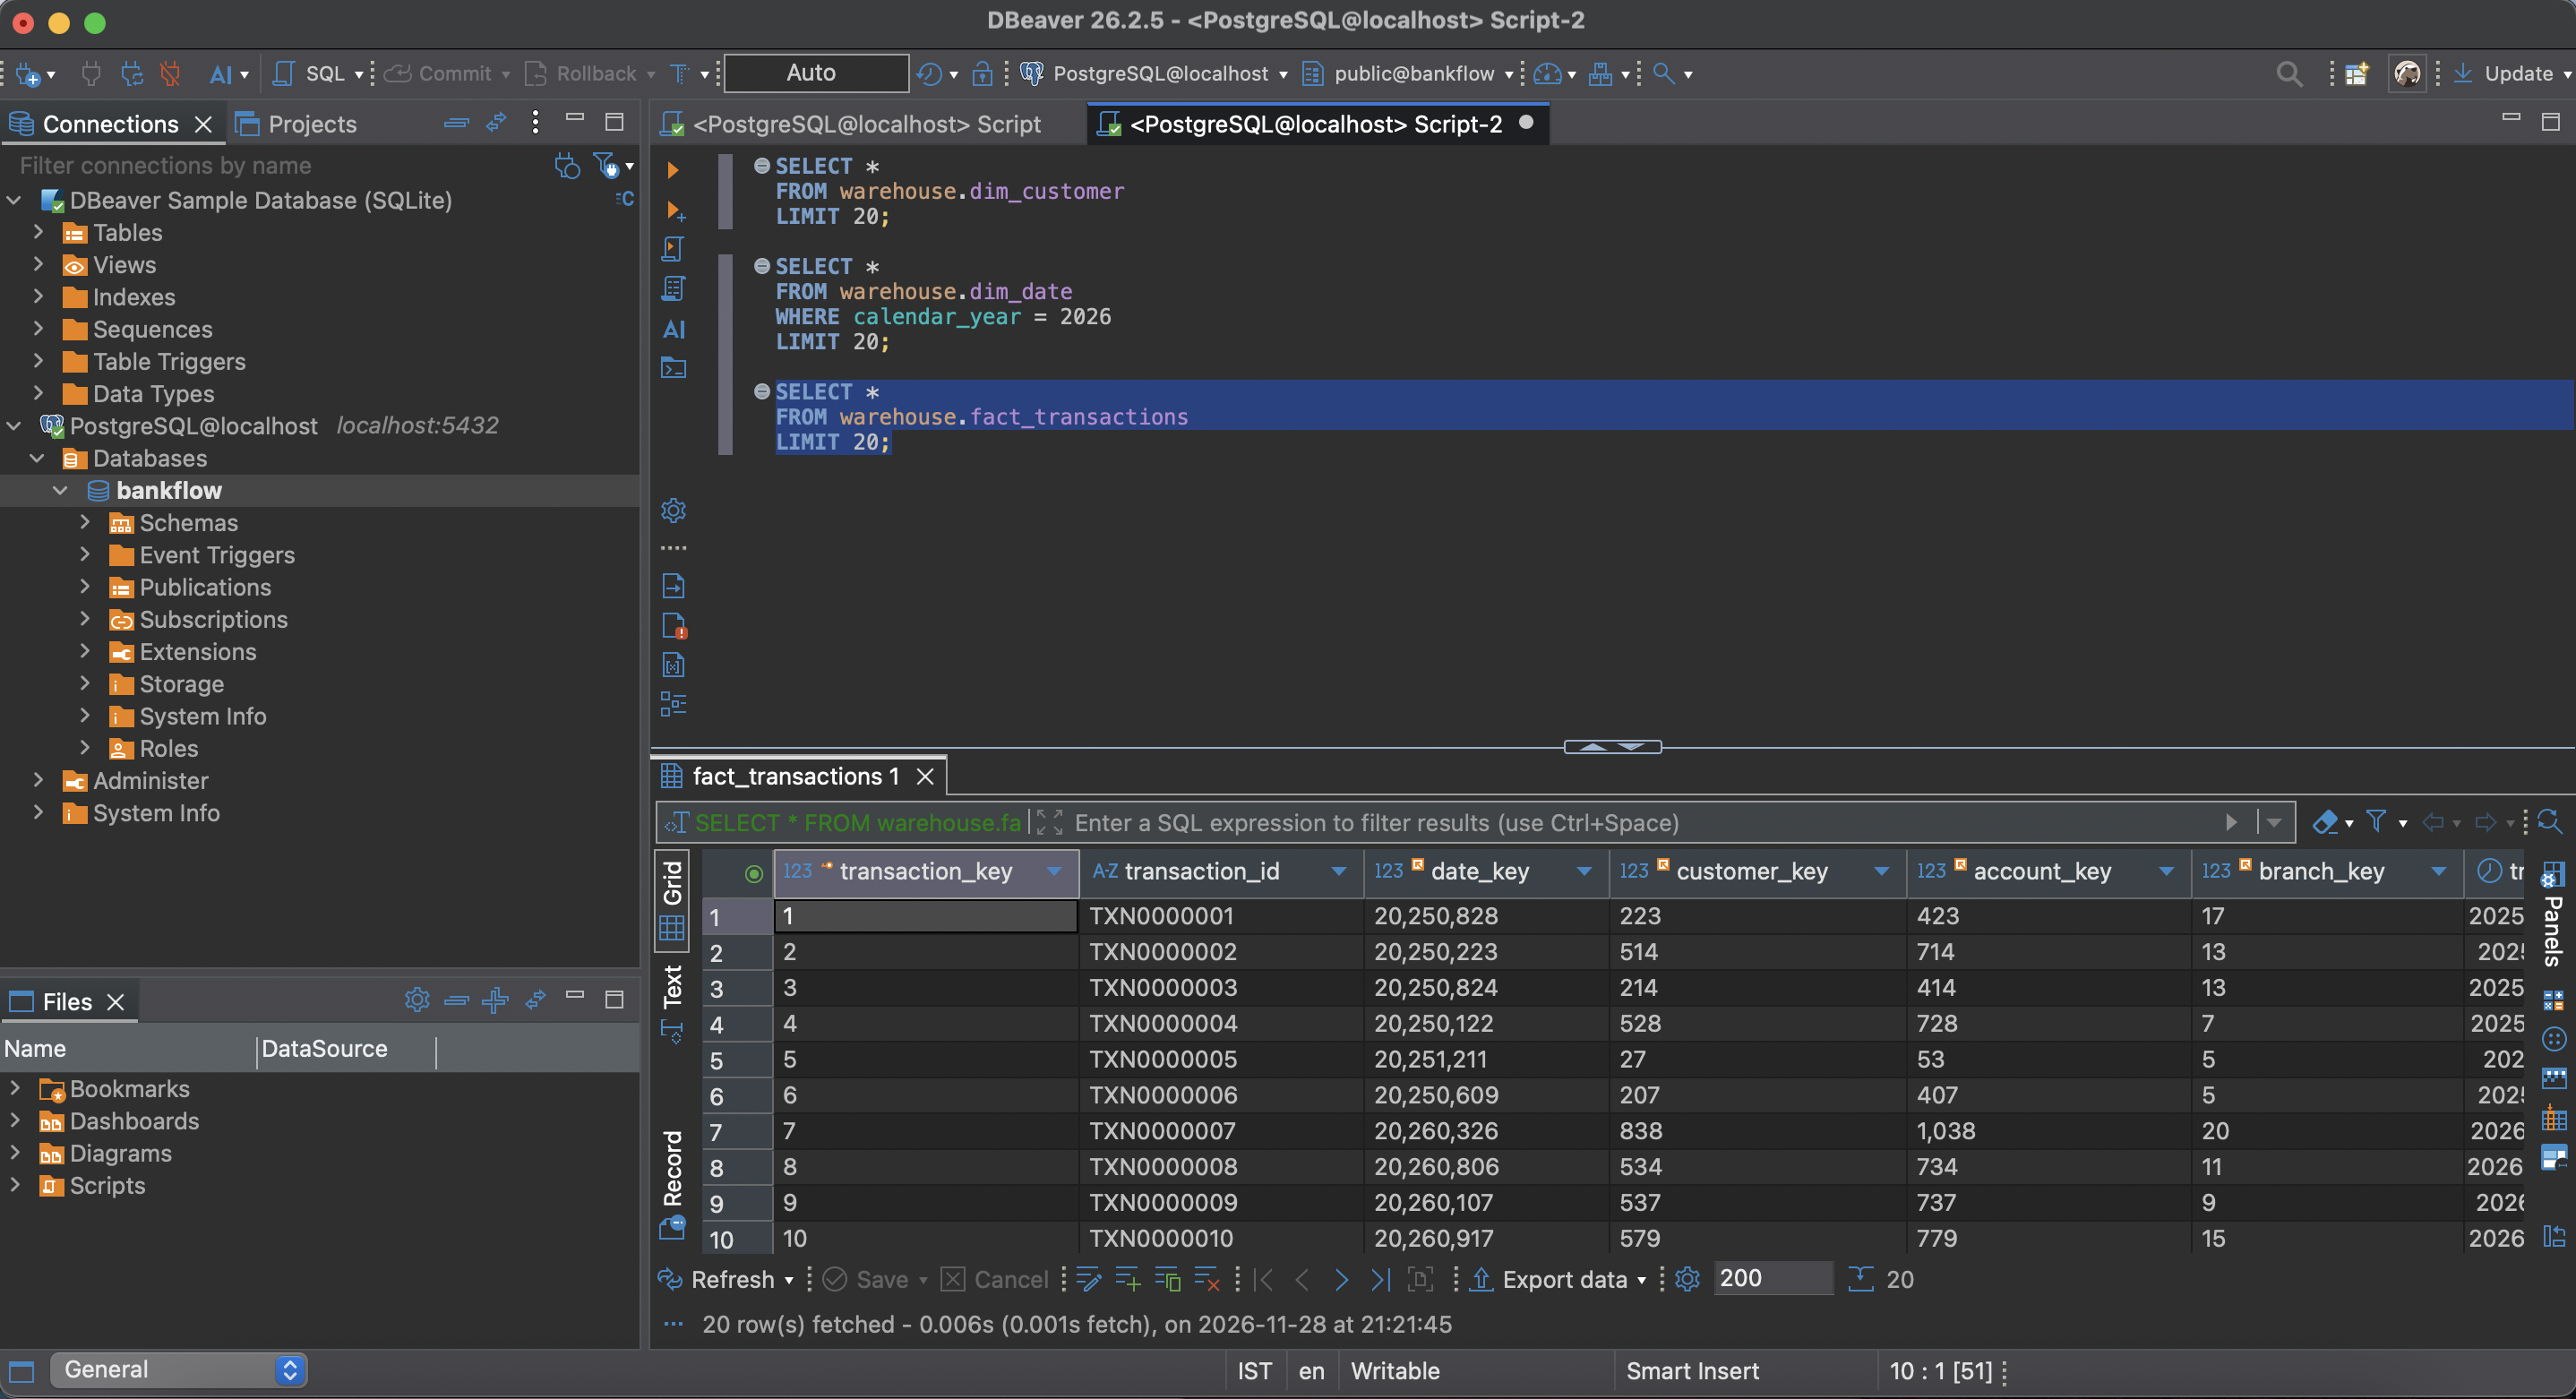 DBeaver 26.2.5 - <PostgreSQL@localhost> Script-2
AI SQL Commit Rollback Auto PostgreSQL@localhost public@bankflow Update
Connections Projects
Filter connections by name
DBeaver Sample Database (SQLite)
Tables
Views
Indexes
Sequences
Table Triggers
Data Types
PostgreSQL@localhost localhost:5432
Databases
bankflow
Schemas
Event Triggers
Publications
Subscriptions
Extensions
Storage
System Info
Roles
Administer
System Info
Files
Name DataSource
Bookmarks
Dashboards
Diagrams
Scripts
<PostgreSQL@localhost> Script <PostgreSQL@localhost> Script-2
AI
SELECT *
FROM warehouse.dim_customer
LIMIT 20;
SELECT *
FROM warehouse.dim_date
WHERE calendar_year = 2026
LIMIT 20;
SELECT *
FROM warehouse.fact_transactions
LIMIT 20;
fact_transactions 1
SELECT * FROM warehouse.fa Enter a SQL expression to filter results (use Ctrl+Space)
Grid
Text
Record
Panels
123 transaction_key A-Z transaction_id 123 date_key 123 customer_key 123 account_key 123 branch_key tr
1 1 TXN0000001 20,250,828 223 423 17 2025
2 2 TXN0000002 20,250,223 514 714 13 202
3 3 TXN0000003 20,250,824 214 414 13 2025
4 4 TXN0000004 20,250,122 528 728 7 2025
5 5 TXN0000005 20,251,211 27 53 5 202
6 6 TXN0000006 20,250,609 207 407 5 202
7 7 TXN0000007 20,260,326 838 1,038 20 2026
8 8 TXN0000008 20,260,806 534 734 11 2026
9 9 TXN0000009 20,260,107 537 737 9 202
10 10 TXN0000010 20,260,917 579 779 15 2026
Refresh Save Cancel Export data 200 20
20 row(s) fetched - 0.006s (0.001s fetch), on 2026-11-28 at 21:21:45
General IST en Writable Smart Insert 10 : 1 [51]